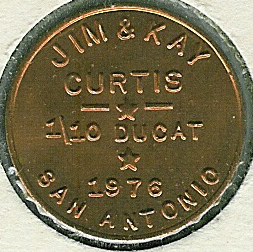 JIM & KAY
CURTIS
1\10 DUCAT
1976
SAN ANTONIO